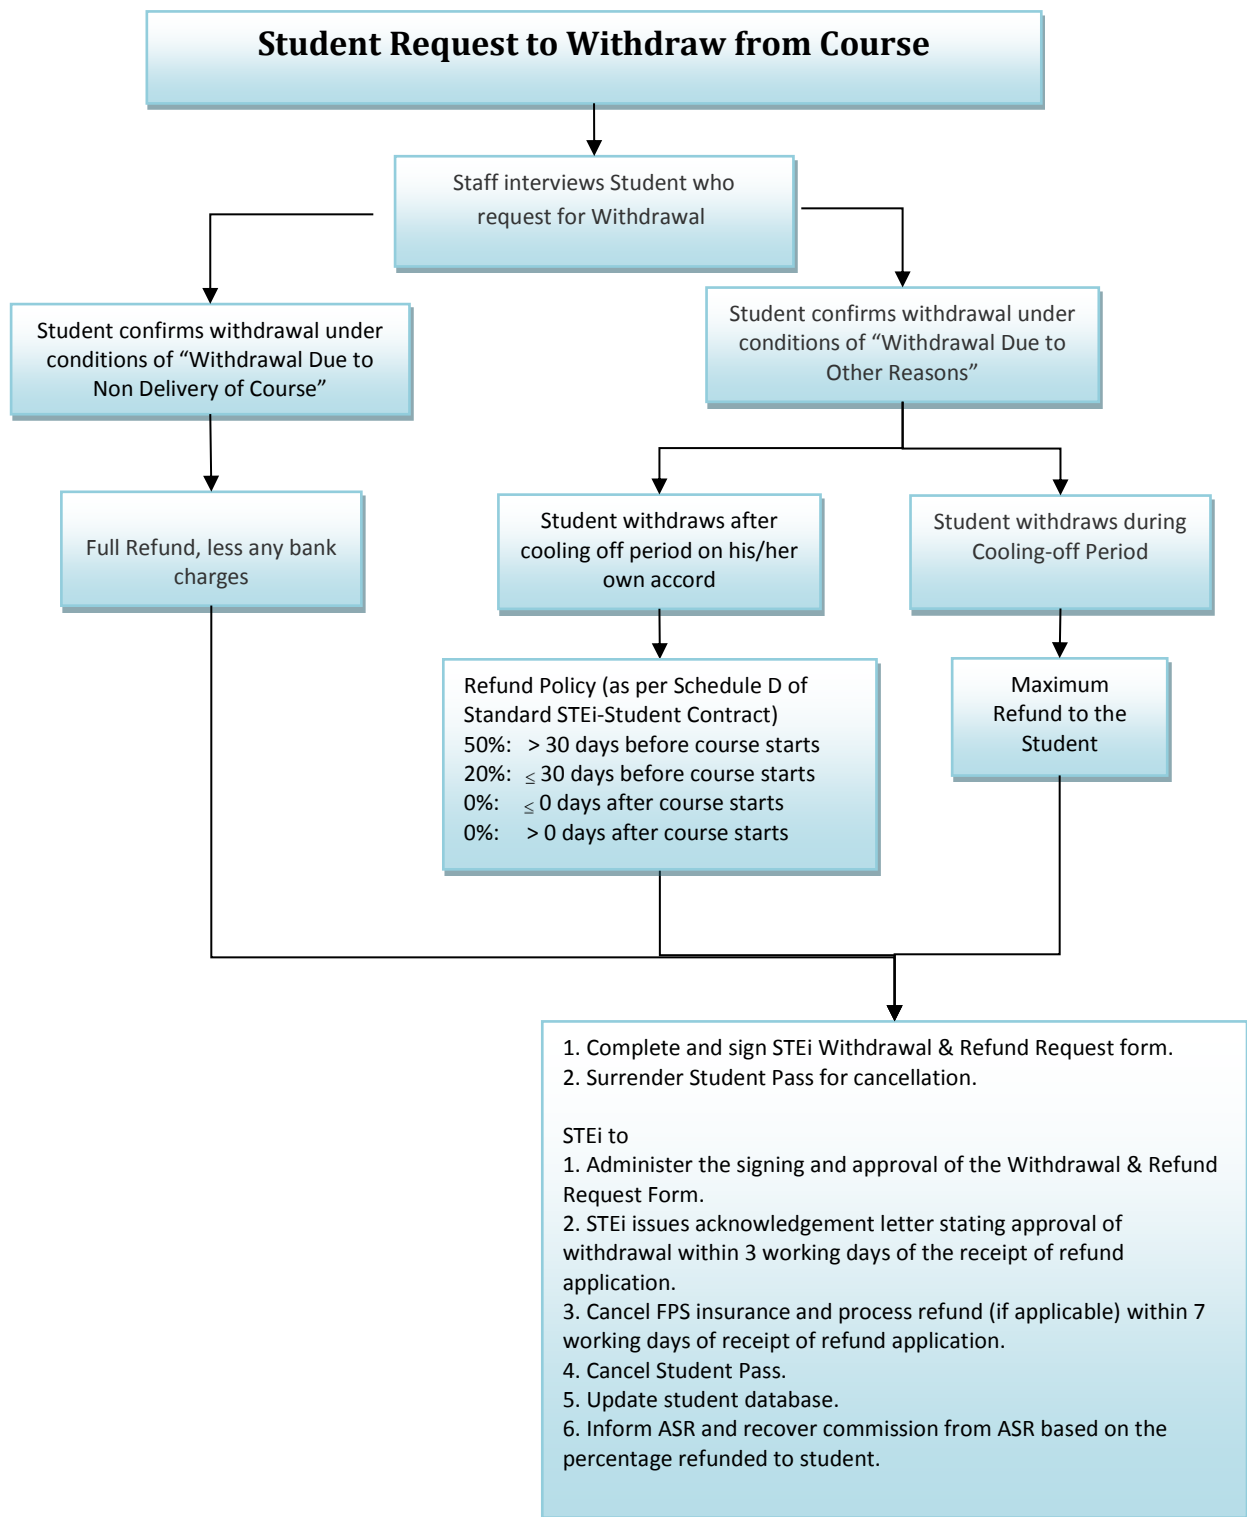 Student Request to Withdraw from Course
Staff interviews Student who
request for Withdrawal
Student confirms withdrawal under
conditions of “Withdrawal Due to
Non Delivery of Course”
Student confirms withdrawal under
conditions of “Withdrawal Due to
Other Reasons”
Full Refund, less any bank
charges
Student withdraws after
cooling off period on his/her
own accord
Student withdraws during
Cooling-off Period
Refund Policy (as per Schedule D of
Standard STEi-Student Contract)
50%: > 30 days before course starts
20%: ≤ 30 days before course starts
0%: ≤ 0 days after course starts
0%: > 0 days after course starts
Maximum
Refund to the
Student
1. Complete and sign STEi Withdrawal & Refund Request form.
2. Surrender Student Pass for cancellation.
STEi to
1. Administer the signing and approval of the Withdrawal & Refund
Request Form.
2. STEi issues acknowledgement letter stating approval of
withdrawal within 3 working days of the receipt of refund
application.
3. Cancel FPS insurance and process refund (if applicable) within 7
working days of receipt of refund application.
4. Cancel Student Pass.
5. Update student database.
6. Inform ASR and recover commission from ASR based on the
percentage refunded to student.